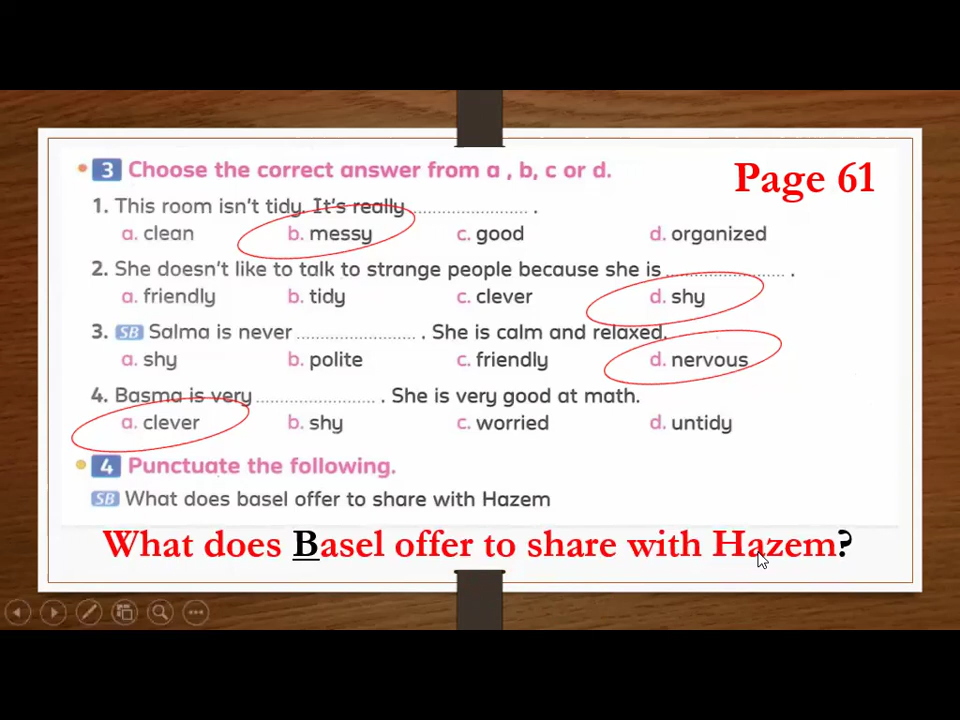 3 Choose the correct answer from a , b, c or d.
Page 61
1. This room isn't tidy. It's really ........................ .
a. clean b. messy c. good d. organized
2. She doesn't like to talk to strange people because she is ........................ .
a. friendly b. tidy c. clever d. shy
3. SB Salma is never ........................ . She is calm and relaxed.
a. shy b. polite c. friendly d. nervous
4. Basma is very ........................ . She is very good at math.
a. clever b. shy c. worried d. untidy
4 Punctuate the following.
SB What does basel offer to share with Hazem
What does Basel offer to share with Hazem?